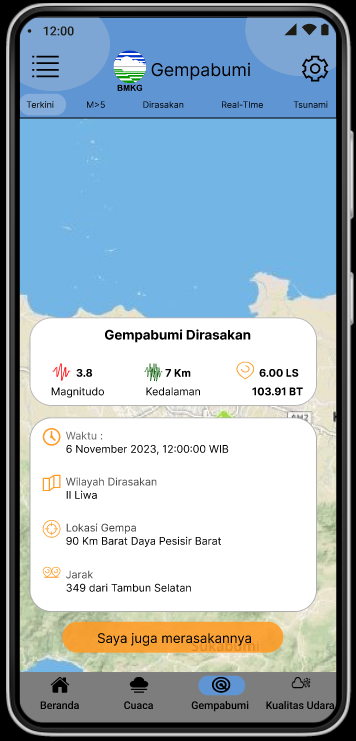 12:00
BMKG
Gempabumi
Terkini M>5 Dirasakan Real-TIme Tsunami
Gempabumi Dirasakan
3.8 7 Km 6.00 LS
Magnitudo Kedalaman 103.91 BT
Waktu :
6 November 2023, 12:00:00 WIB
Wilayah Dirasakan
II Liwa
Lokasi Gempa
90 Km Barat Daya Pesisir Barat
Jarak
349 dari Tambun Selatan
Saya juga merasakannya
Sukabumi
Beranda Cuaca Gempabumi Kualitas Udara